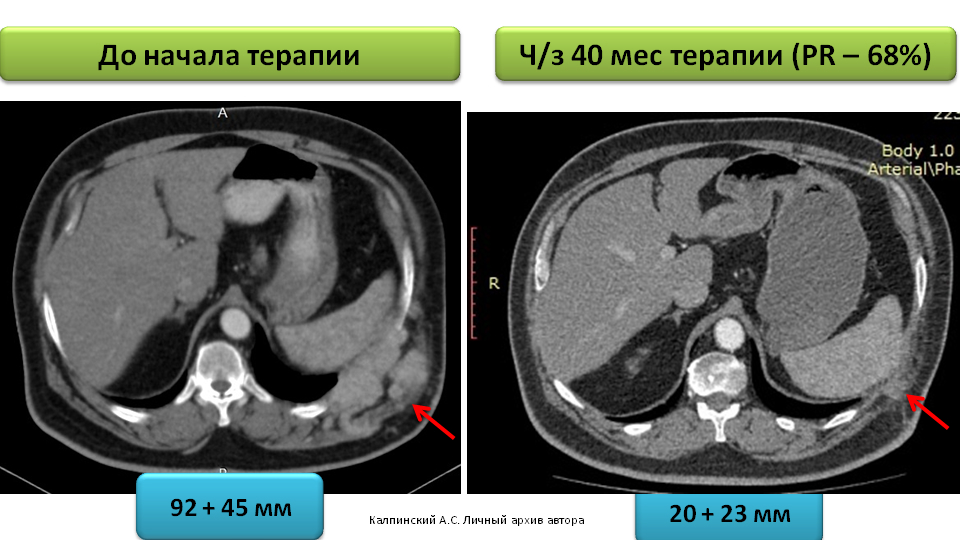 До начала терапии
Ч/з 40 мес терапии (PR – 68%)
A
Body 1.0
Arterial\Pha
R
92 + 45 мм
Калпинский А.С. Личный архив автора
20 + 23 мм